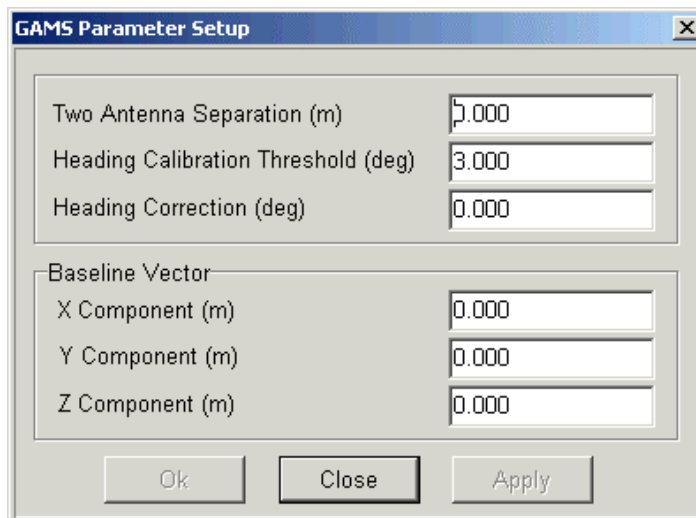 GAMS Parameter Setup
Two Antenna Separation (m) 0.000
Heading Calibration Threshold (deg) 3.000
Heading Correction (deg) 0.000
Baseline Vector
X Component (m) 0.000
Y Component (m) 0.000
Z Component (m) 0.000
Ok Close Apply